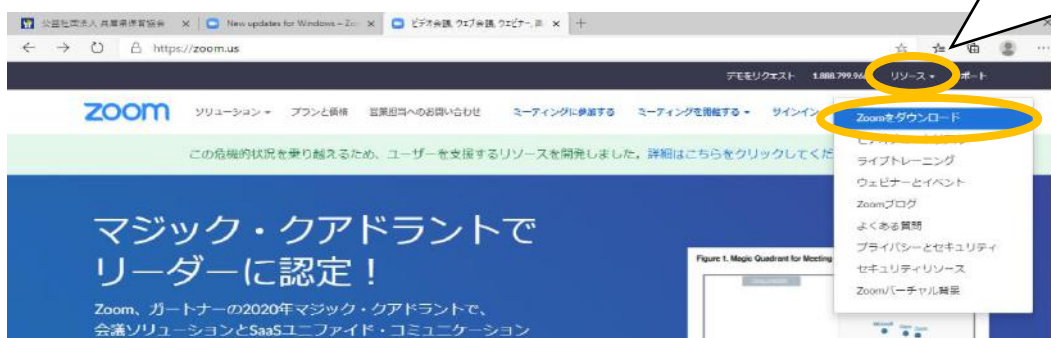 公益社団法人 兵庫県保育協会
New updates for Windows – Zo
ビデオ会議, ウェブ会議, ウェビナー, 画
https://zoom.us
デモをリクエスト 1.888.799.96 リソース ポート
zoom ソリューション プランと価格 営業担当へのお問い合わせ ミーティングに参加する ミーティングを開催する サインイン
Zoomをダウンロード
この危機的状況を乗り越えるため、ユーザーを支援するリソースを開発しました。詳細はこちらをクリックしてくだ
ライブトレーニング
ウェビナーとイベント
Zoomブログ
よくある質問
プライバシーとセキュリティ
セキュリティリソース
Zoomバーチャル背景
マジック・クアドラントで
リーダーに認定！
Zoom、ガートナーの2020年マジック・クアドラントで、
会議ソリューションとSaaSユニファイド・コミュニケーション
Figure 1. Magic Quadrant for Meeting
Microsoft Cisco Zoom